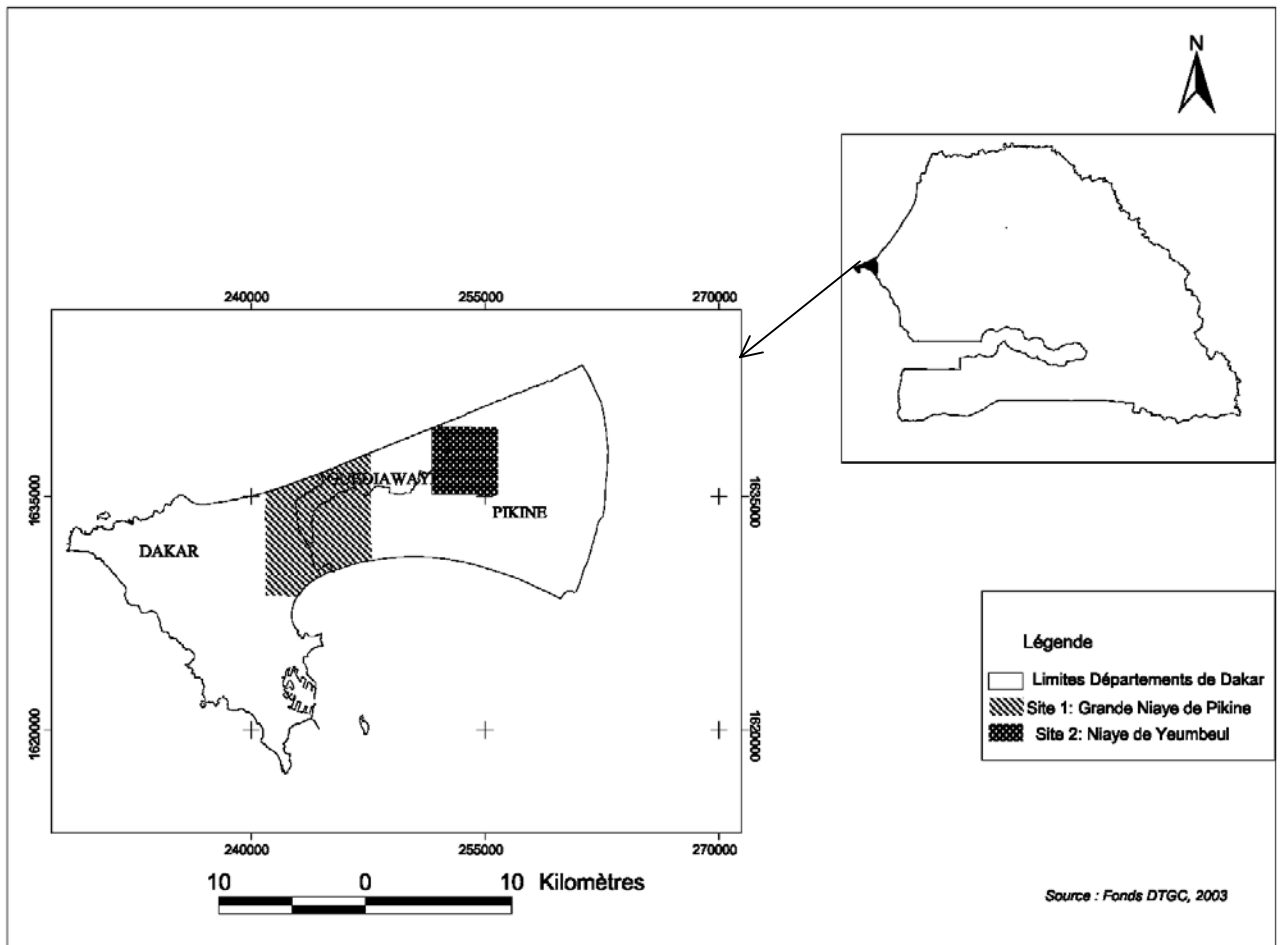 N
240000
255000
270000
1635000
1635000
DAKAR
PIKINE
1620000
1620000
240000
255000
270000
10 0 10 Kilomètres
Légende
Limites Départements de Dakar
Site 1: Grande Niaye de Pikine
Site 2: Niaye de Yeumbeul
Source : Fonds DTGC, 2003